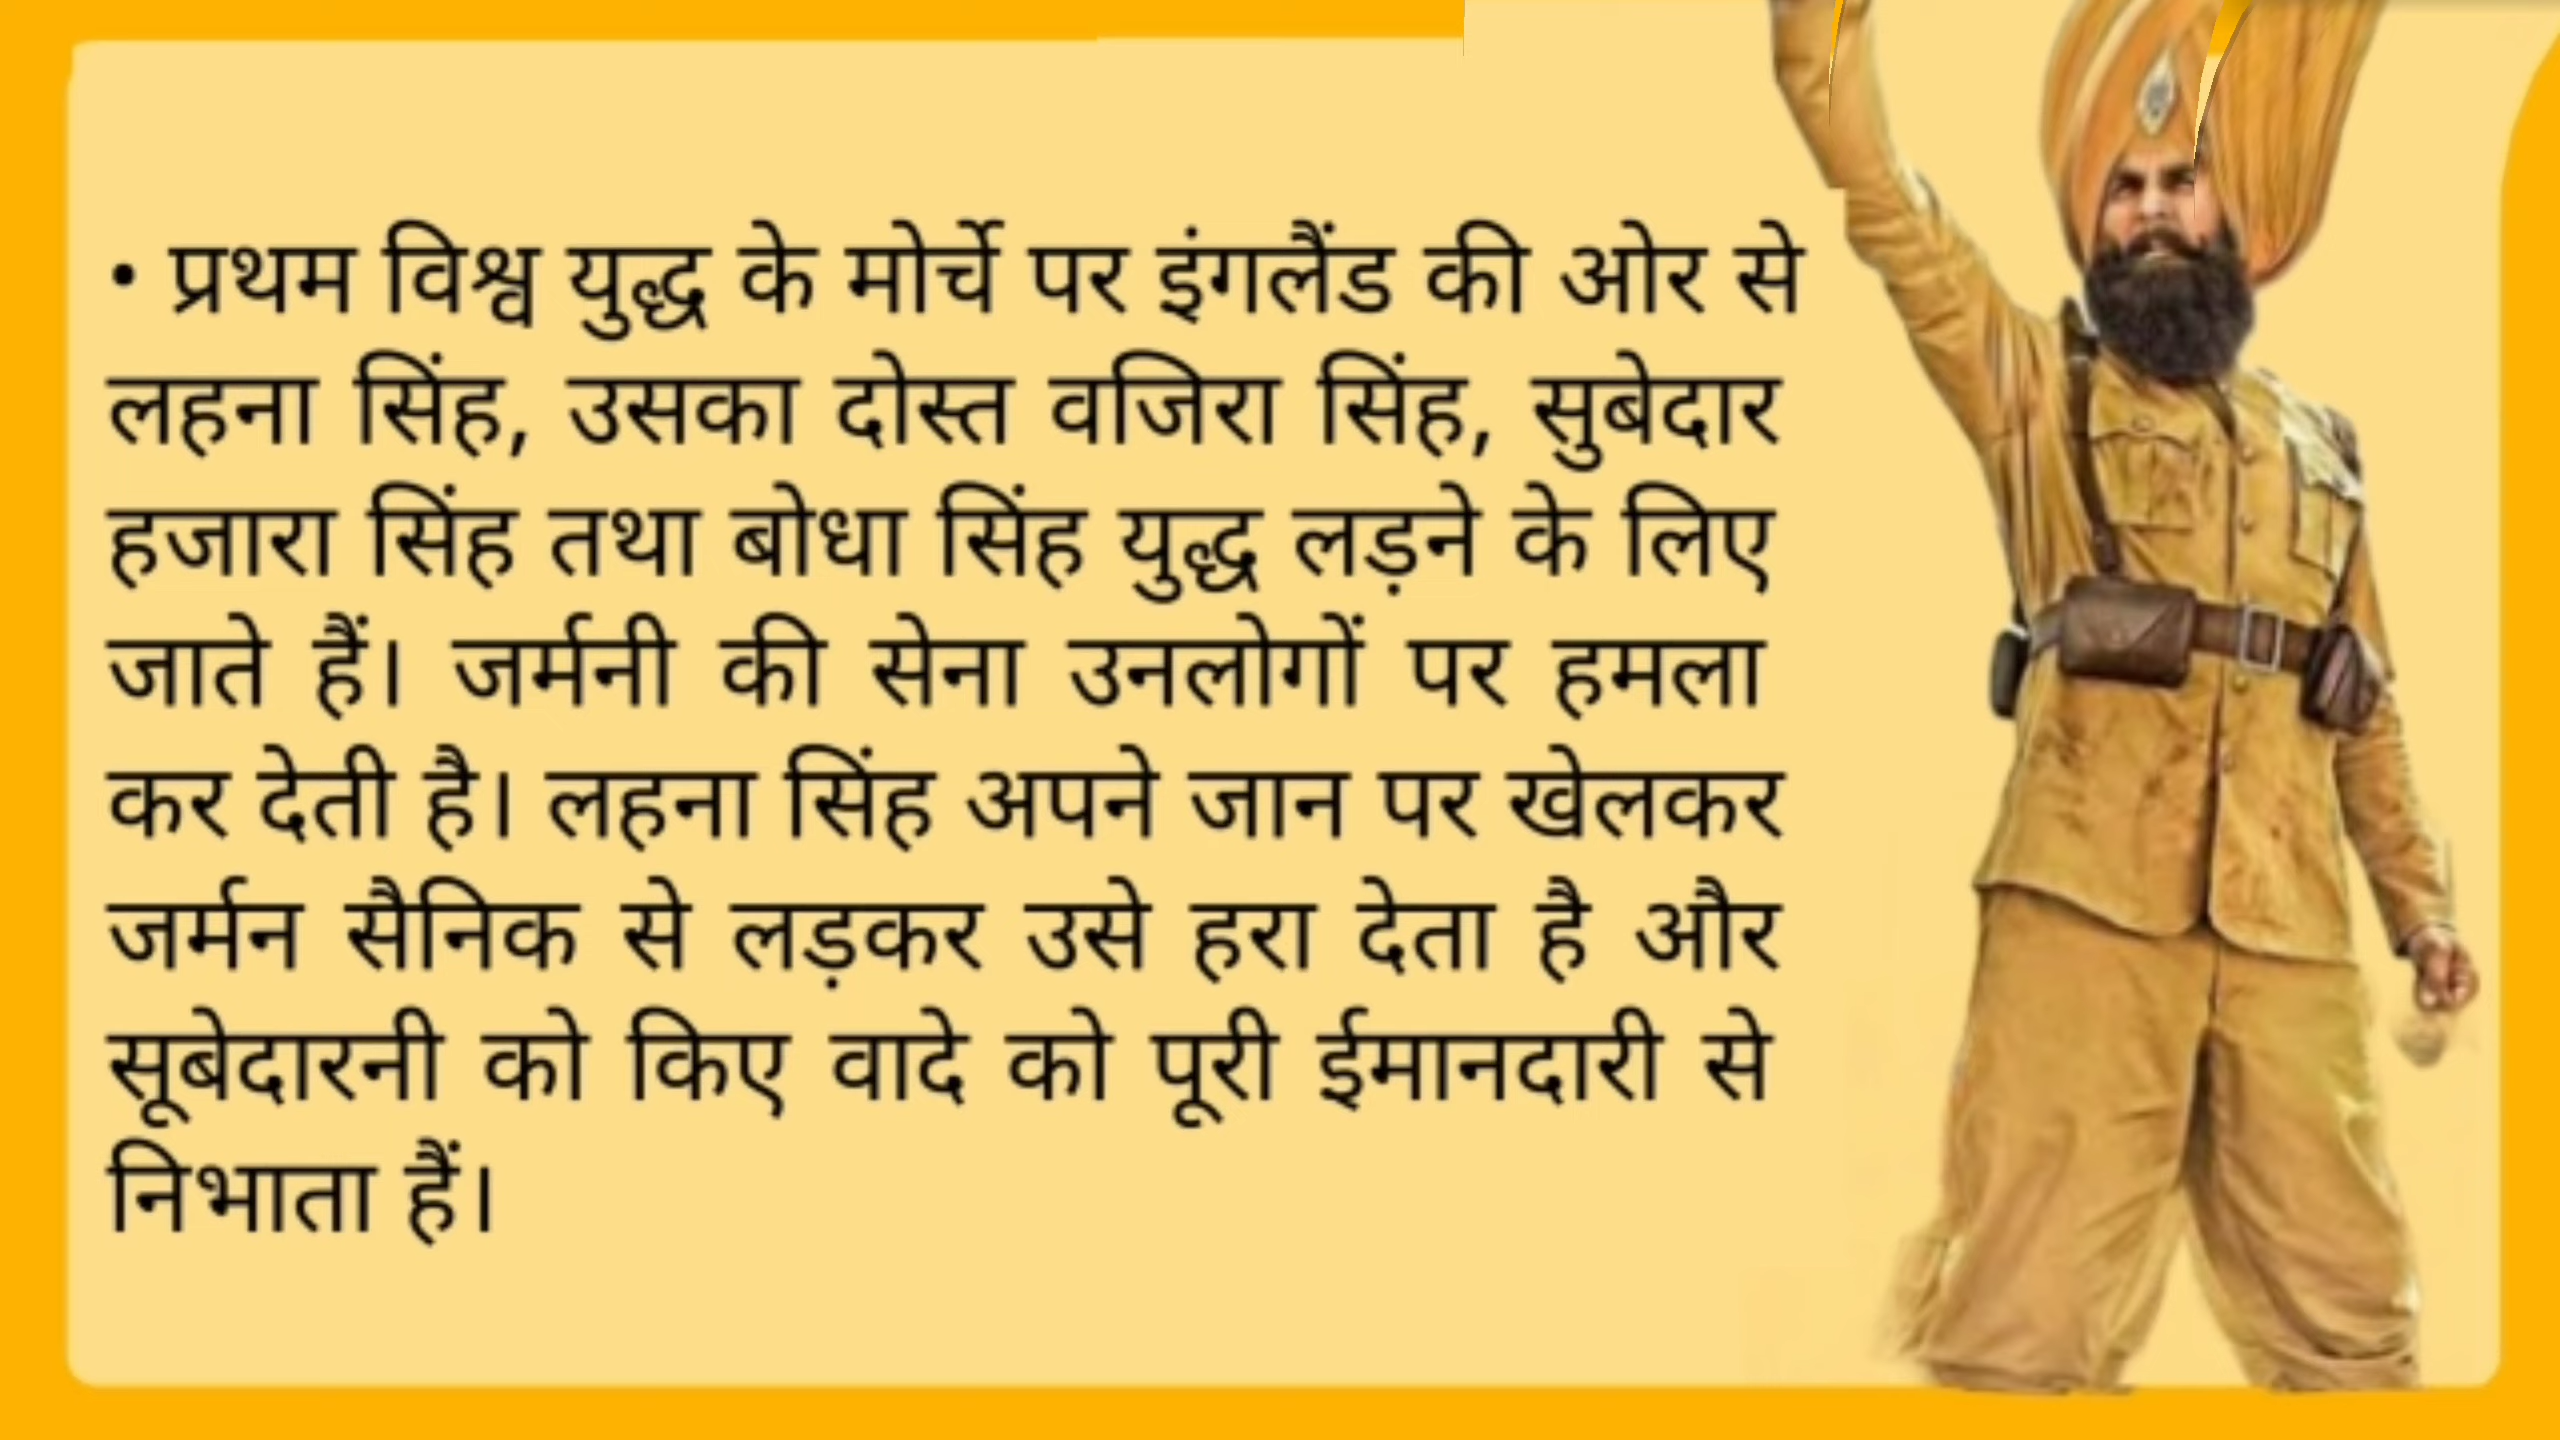 • प्रथम विश्व युद्ध के मोर्चे पर इंगलैंड की ओर से
लहना सिंह, उसका दोस्त वजिरा सिंह, सुबेदार
हजारा सिंह तथा बोधा सिंह युद्ध लड़ने के लिए
जाते हैं। जर्मनी की सेना उनलोगों पर हमला
कर देती है। लहना सिंह अपने जान पर खेलकर
जर्मन सैनिक से लड़कर उसे हरा देता है और
सूबेदारनी को किए वादे को पूरी ईमानदारी से
निभाता हैं।